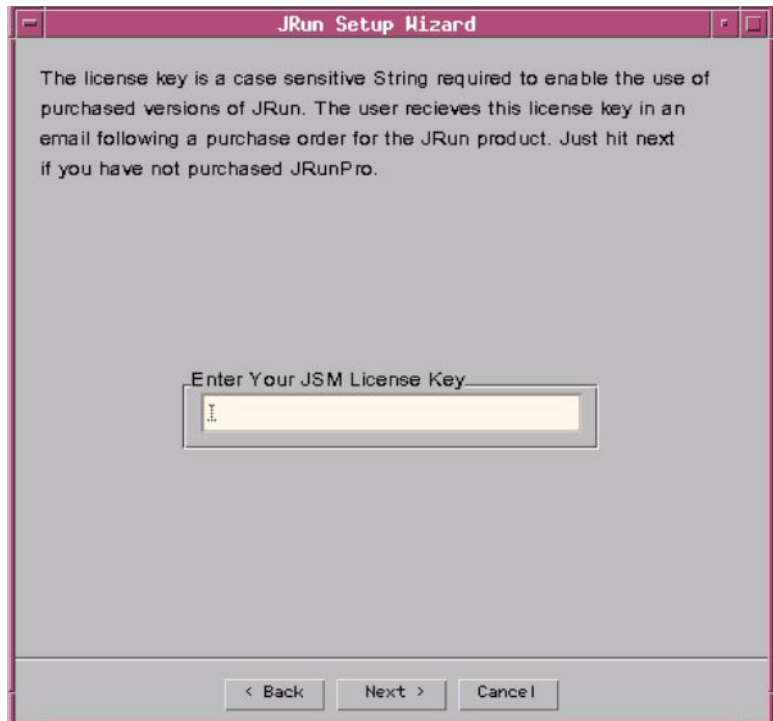 JRun Setup Wizard
The license key is a case sensitive String required to enable the use of
purchased versions of JRun. The user recieves this license key in an
email following a purchase order for the JRun product. Just hit next
if you have not purchased JRunPro.
Enter Your JSM License Key
< Back Next > Cancel